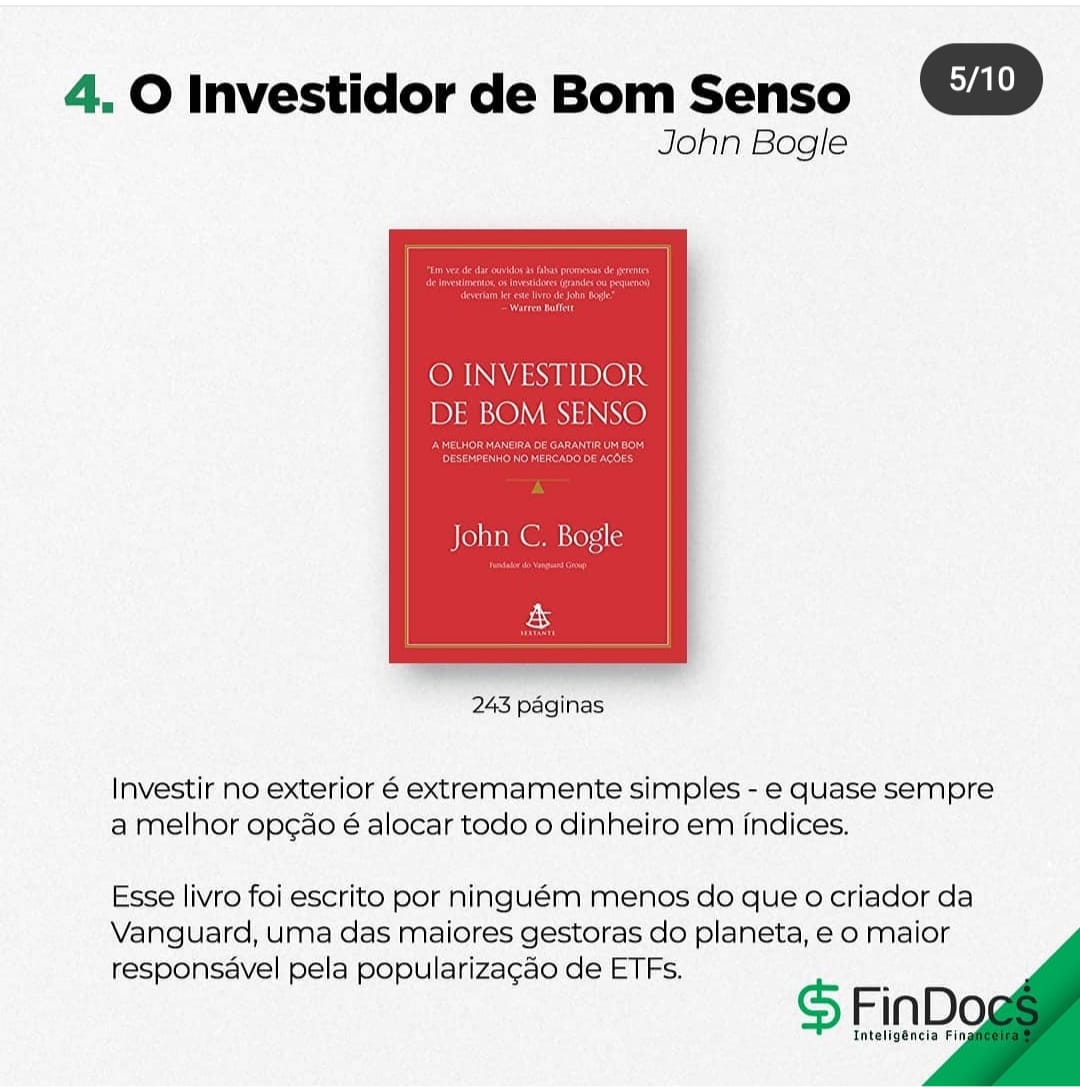 4. O Investidor de Bom Senso
5/10
John Bogle
"Em vez de dar ouvidos às falsas promessas de gerentes
de investimentos, os investidores (grandes ou pequenos)
deveriam ler este livro de John Bogle."
– Warren Buffett
O INVESTIDOR
DE BOM SENSO
A MELHOR MANEIRA DE GARANTIR UM BOM
DESEMPENHO NO MERCADO DE AÇÕES
John C. Bogle
Fundador do Vanguard Group
SEXTANTE
243 páginas
Investir no exterior é extremamente simples - e quase sempre
a melhor opção é alocar todo o dinheiro em índices.
Esse livro foi escrito por ninguém menos do que o criador da
Vanguard, uma das maiores gestoras do planeta, e o maior
responsável pela popularização de ETFs.
FinDocs
Inteligência Financeira